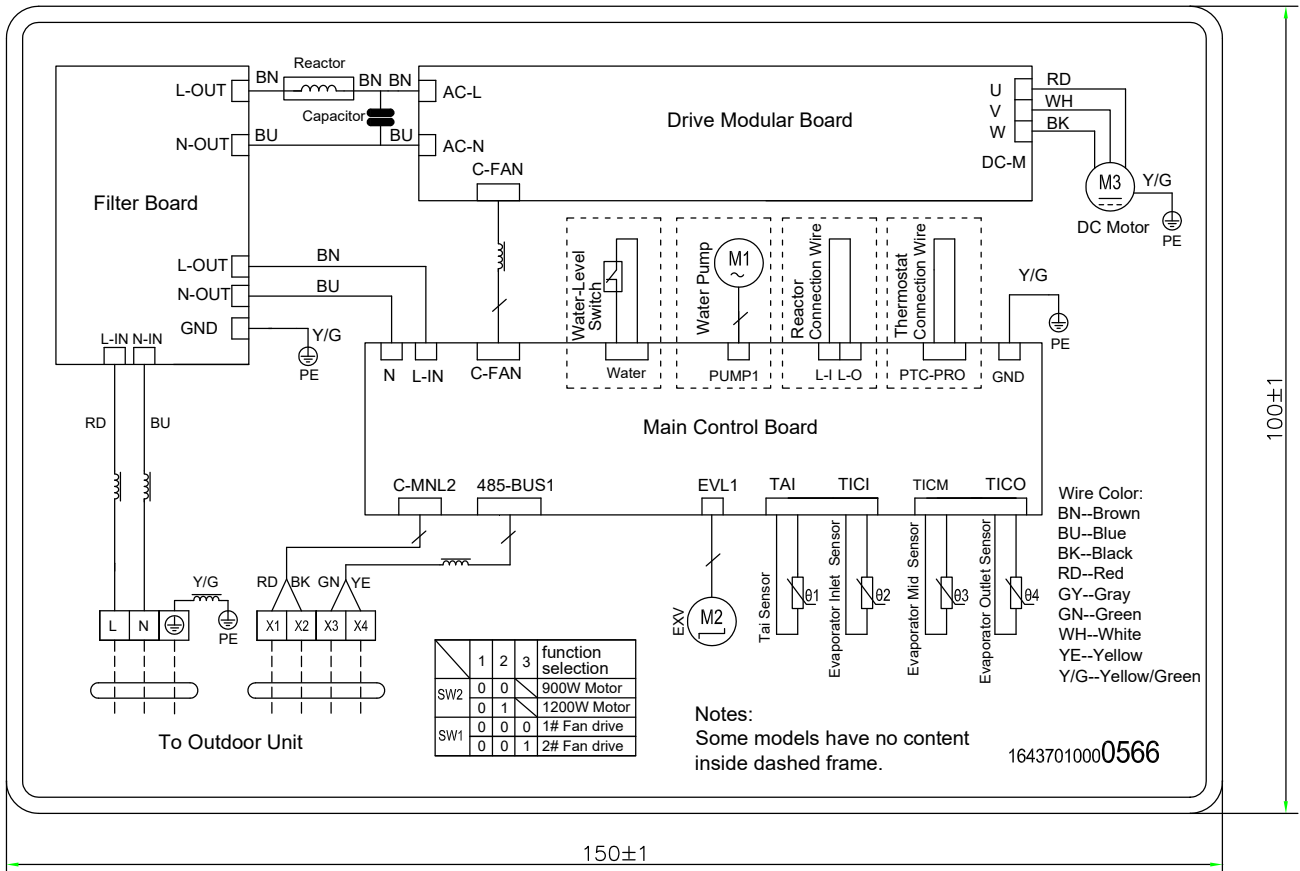 Reactor
BN
BN
BN
L-OUT
AC-L
Capacitor
N-OUT
BU
BU
AC-N
C-FAN
Drive Modular Board
U
V
W
DC-M
RD
WH
BK
M3
Y/G
DC Motor
PE
Filter Board
L-OUT
BN
N-OUT
BU
GND
Y/G
PE
L-IN N-IN
Water-Level
Switch
Water Pump
M1
~
Reactor
Connection Wire
Thermostat
Connection Wire
Y/G
PE
N
L-IN
C-FAN
Water
PUMP1
L-I L-O
PTC-PRO
GND
Main Control Board
RD
BU
C-MNL2
485-BUS1
EVL1
TAI
TICI
TICM
TICO
RD
BK
GN
YE
Y/G
PE
L
N
X1
X2
X3
X4
To Outdoor Unit
EXV
M2
Tai Sensor
θ1
Evaporator Inlet Sensor
θ2
Evaporator Mid Sensor
θ3
Evaporator Outlet Sensor
θ4
Wire Color:
BN--Brown
BU--Blue
BK--Black
RD--Red
GY--Gray
GN--Green
WH--White
YE--Yellow
Y/G--Yellow/Green
1 2 3 function selection
SW2 0 0 900W Motor
0 1 1200W Motor
SW1 0 0 0 1# Fan drive
0 0 1 2# Fan drive
Notes:
Some models have no content
inside dashed frame.
16437010000566
100±1
150±1